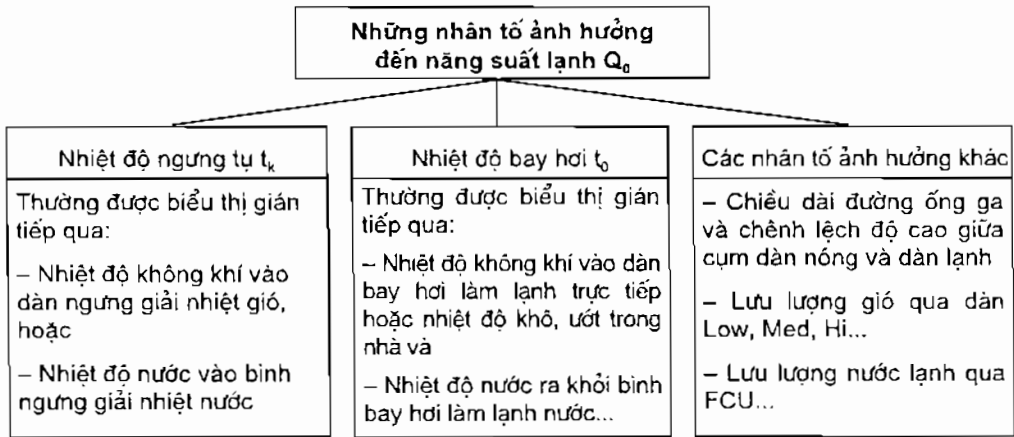 Những nhân tố ảnh hưởng
đến năng suất lạnh Q₀
Nhiệt độ ngưng tụ tₖ
Thường được biểu thị gián
tiếp qua:
– Nhiệt độ không khí vào
dàn ngưng giải nhiệt gió,
hoặc
– Nhiệt độ nước vào bình
ngưng giải nhiệt nước
Nhiệt độ bay hơi t₀
Thường được biểu thị gián
tiếp qua:
– Nhiệt độ không khí vào dàn
bay hơi làm lạnh trực tiếp
hoặc nhiệt độ khô, ướt trong
nhà và
– Nhiệt độ nước ra khỏi bình
bay hơi làm lạnh nước...
Các nhân tố ảnh hưởng khác
– Chiều dài đường ống ga
và chênh lệch độ cao giữa
cụm dàn nóng và dàn lạnh
– Lưu lượng gió qua dàn
Low, Med, Hi...
– Lưu lượng nước lạnh qua
FCU...